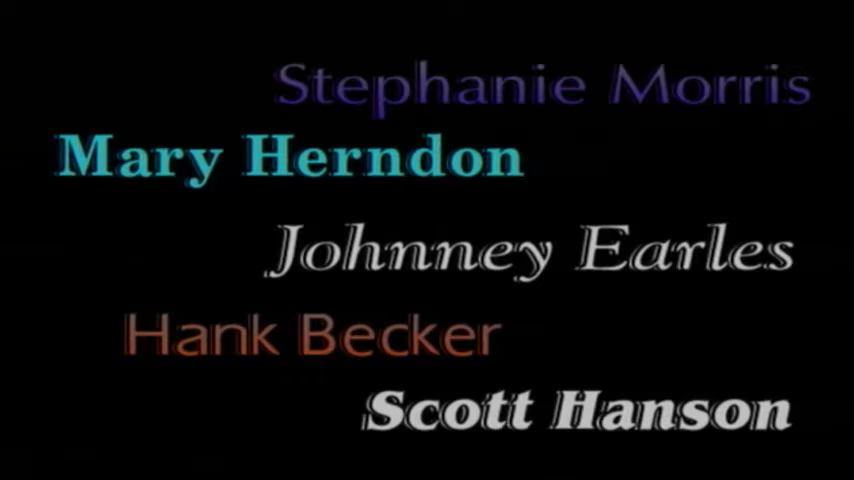 Stephanie Morris
Mary Herndon
Johnney Earles
Hank Becker
Scott Hanson